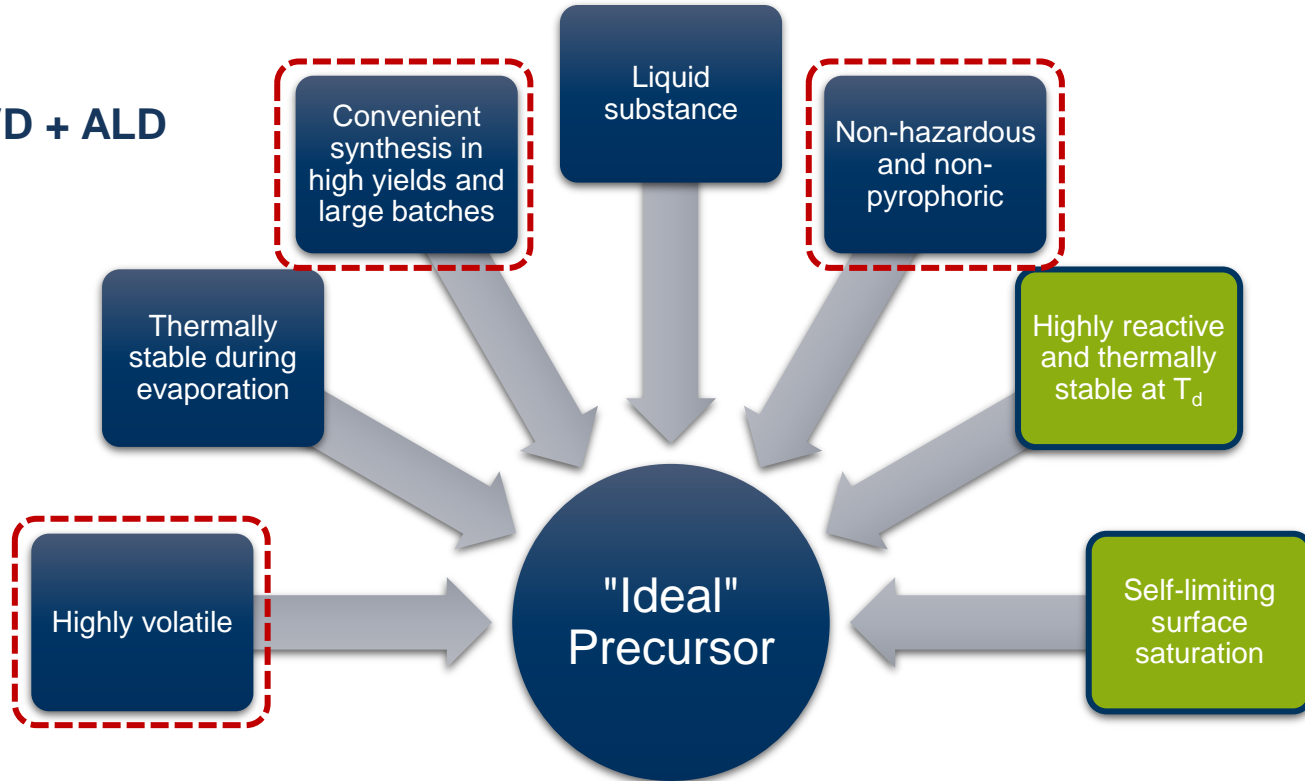 Liquid
substance
Convenient
synthesis in
high yields and
large batches
Non-hazardous
and non-
pyrophoric
D + ALD
Thermally
stable during
evaporation
Highly reactive
and thermally
stable at Td
Highly volatile
"Ideal"
Precursor
Self-limiting
surface
saturation